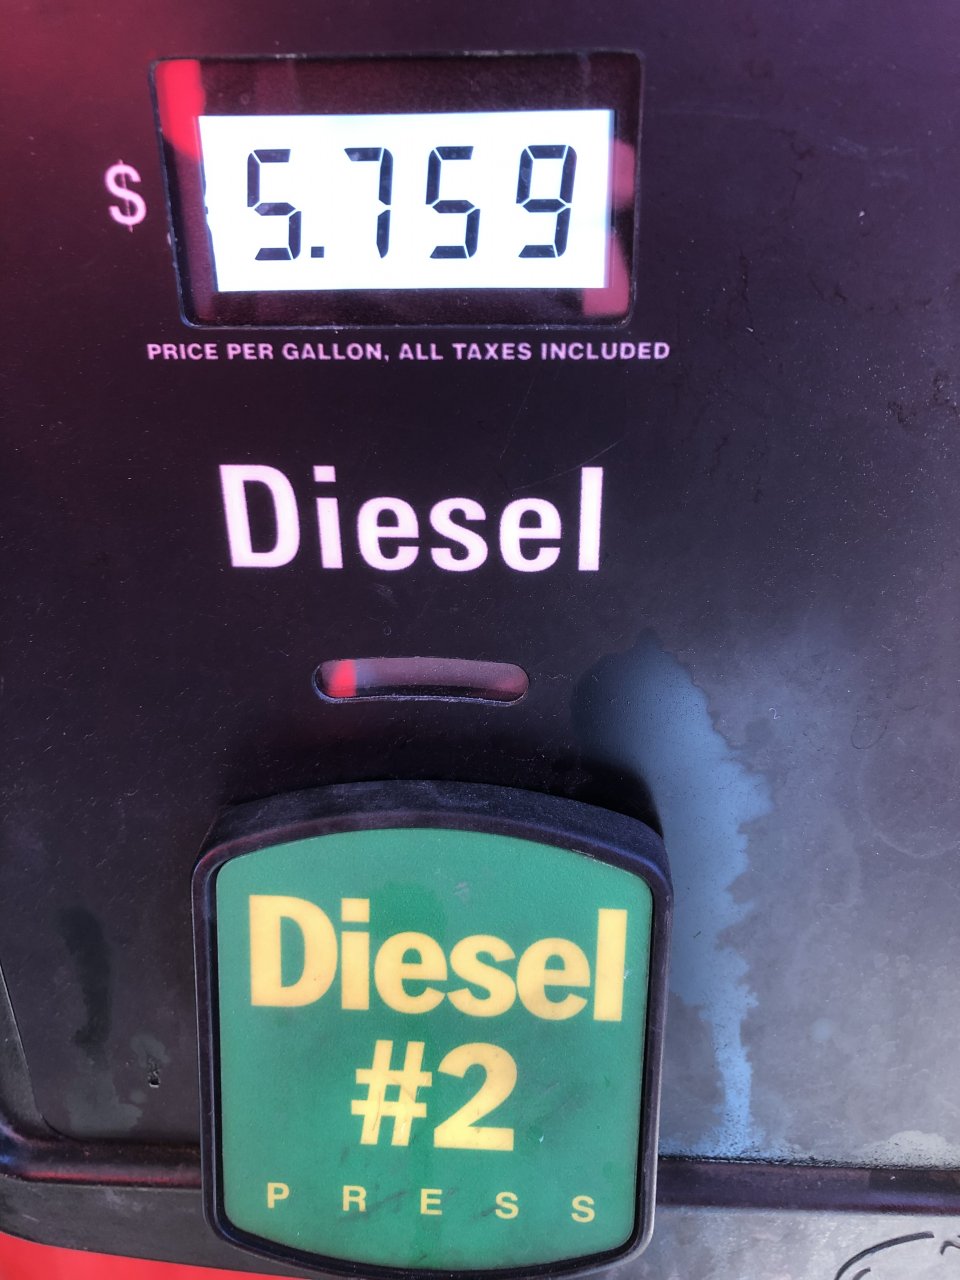 $ 5.759
PRICE PER GALLON, ALL TAXES INCLUDED
Diesel
Diesel
#2
PRESS